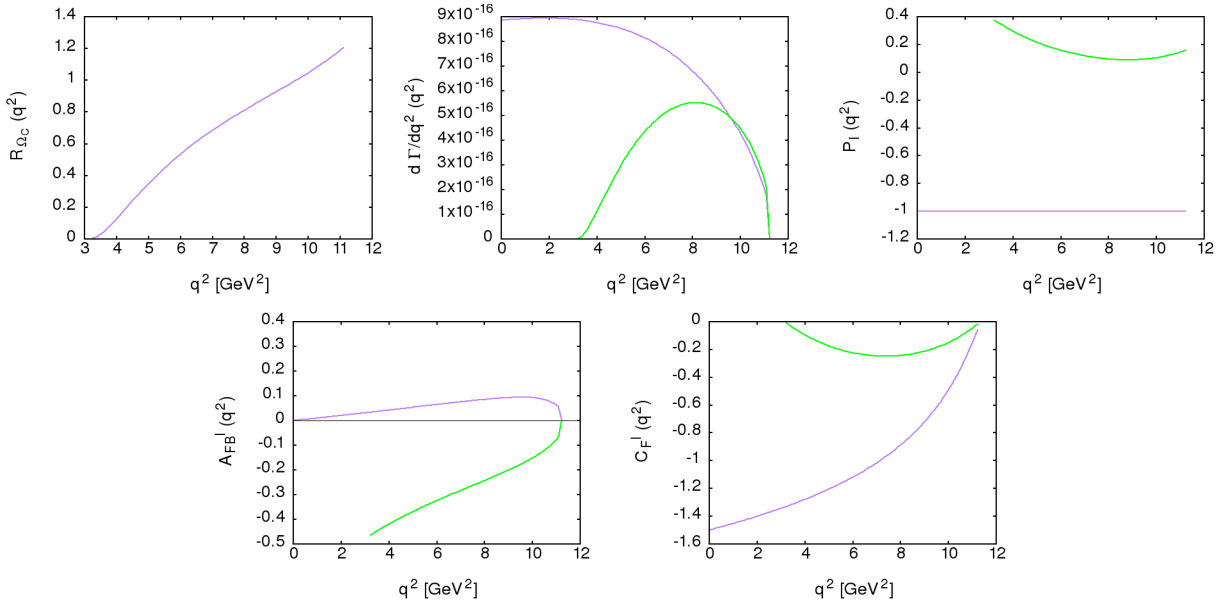 R_Ω_C (q²)
1.4
1.2
1
0.8
0.6
0.4
0.2
0
3 4 5 6 7 8 9 10 11 12
q² [GeV²]
d Γ/dq² (q²)
9x10⁻¹⁶
8x10⁻¹⁶
7x10⁻¹⁶
6x10⁻¹⁶
5x10⁻¹⁶
4x10⁻¹⁶
3x10⁻¹⁶
2x10⁻¹⁶
1x10⁻¹⁶
0
0 2 4 6 8 10 12
q² [GeV²]
P_l (q²)
0.4
0.2
0
-0.2
-0.4
-0.6
-0.8
-1
-1.2
0 2 4 6 8 10 12
q² [GeV²]
A_FB^l (q²)
0.4
0.3
0.2
0.1
0
-0.1
-0.2
-0.3
-0.4
-0.5
0 2 4 6 8 10 12
q² [GeV²]
C_F^l (q²)
0
-0.2
-0.4
-0.6
-0.8
-1
-1.2
-1.4
-1.6
0 2 4 6 8 10 12
q² [GeV²]